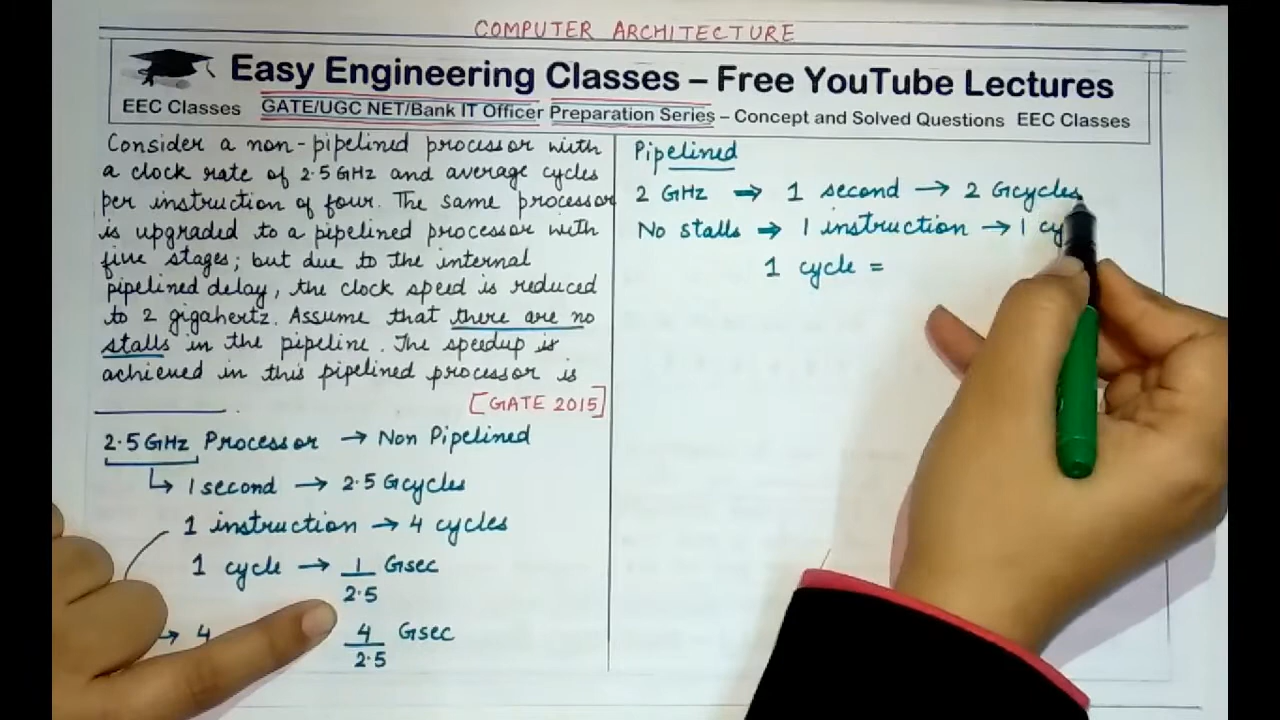 COMPUTER ARCHITECTURE
Easy Engineering Classes – Free YouTube Lectures
EEC Classes GATE/UGC NET/Bank IT Officer Preparation Series – Concept and Solved Questions EEC Classes
Consider a non-pipelined processor with
a clock rate of 2.5 GHz and average cycles
per instruction of four. The same processor
is upgraded to a pipelined processor with
five stages; but due to the internal
pipelined delay, the clock speed is reduced
to 2 gigahertz. Assume that there are no
stalls in the pipeline. The speedup is
achieved in this pipelined processor is
__________.
[GATE 2015]
2.5 GHz Processor → Non Pipelined
↳ 1 second → 2.5 Gcycles
1 instruction → 4 cycles
1 cycle → 1/2.5 Gsec
→ 4 4/2.5 Gsec
Pipelined
2 GHz → 1 second → 2 Gcycles
No stalls → 1 instruction → 1 cy
1 cycle =